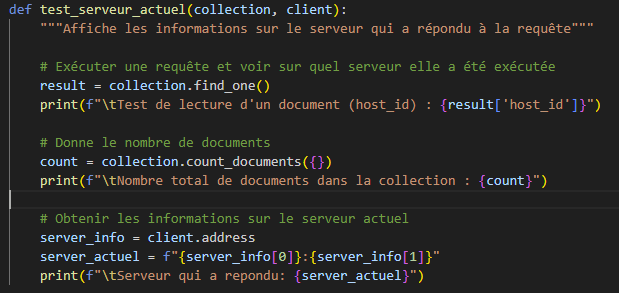 def test_serveur_actuel(collection, client):
"""Affiche les informations sur le serveur qui a répondu à la requête"""
# Exécuter une requête et voir sur quel serveur elle a été exécutée
result = collection.find_one()
print(f"\tTest de lecture d'un document (host_id) : {result['host_id']}")
# Donne le nombre de documents
count = collection.count_documents({})
print(f"\tNombre total de documents dans la collection : {count}")
# Obtenir les informations sur le serveur actuel
server_info = client.address
server_actuel = f"{server_info[0]}:{server_info[1]}"
print(f"\tServeur qui a repondu: {server_actuel}")